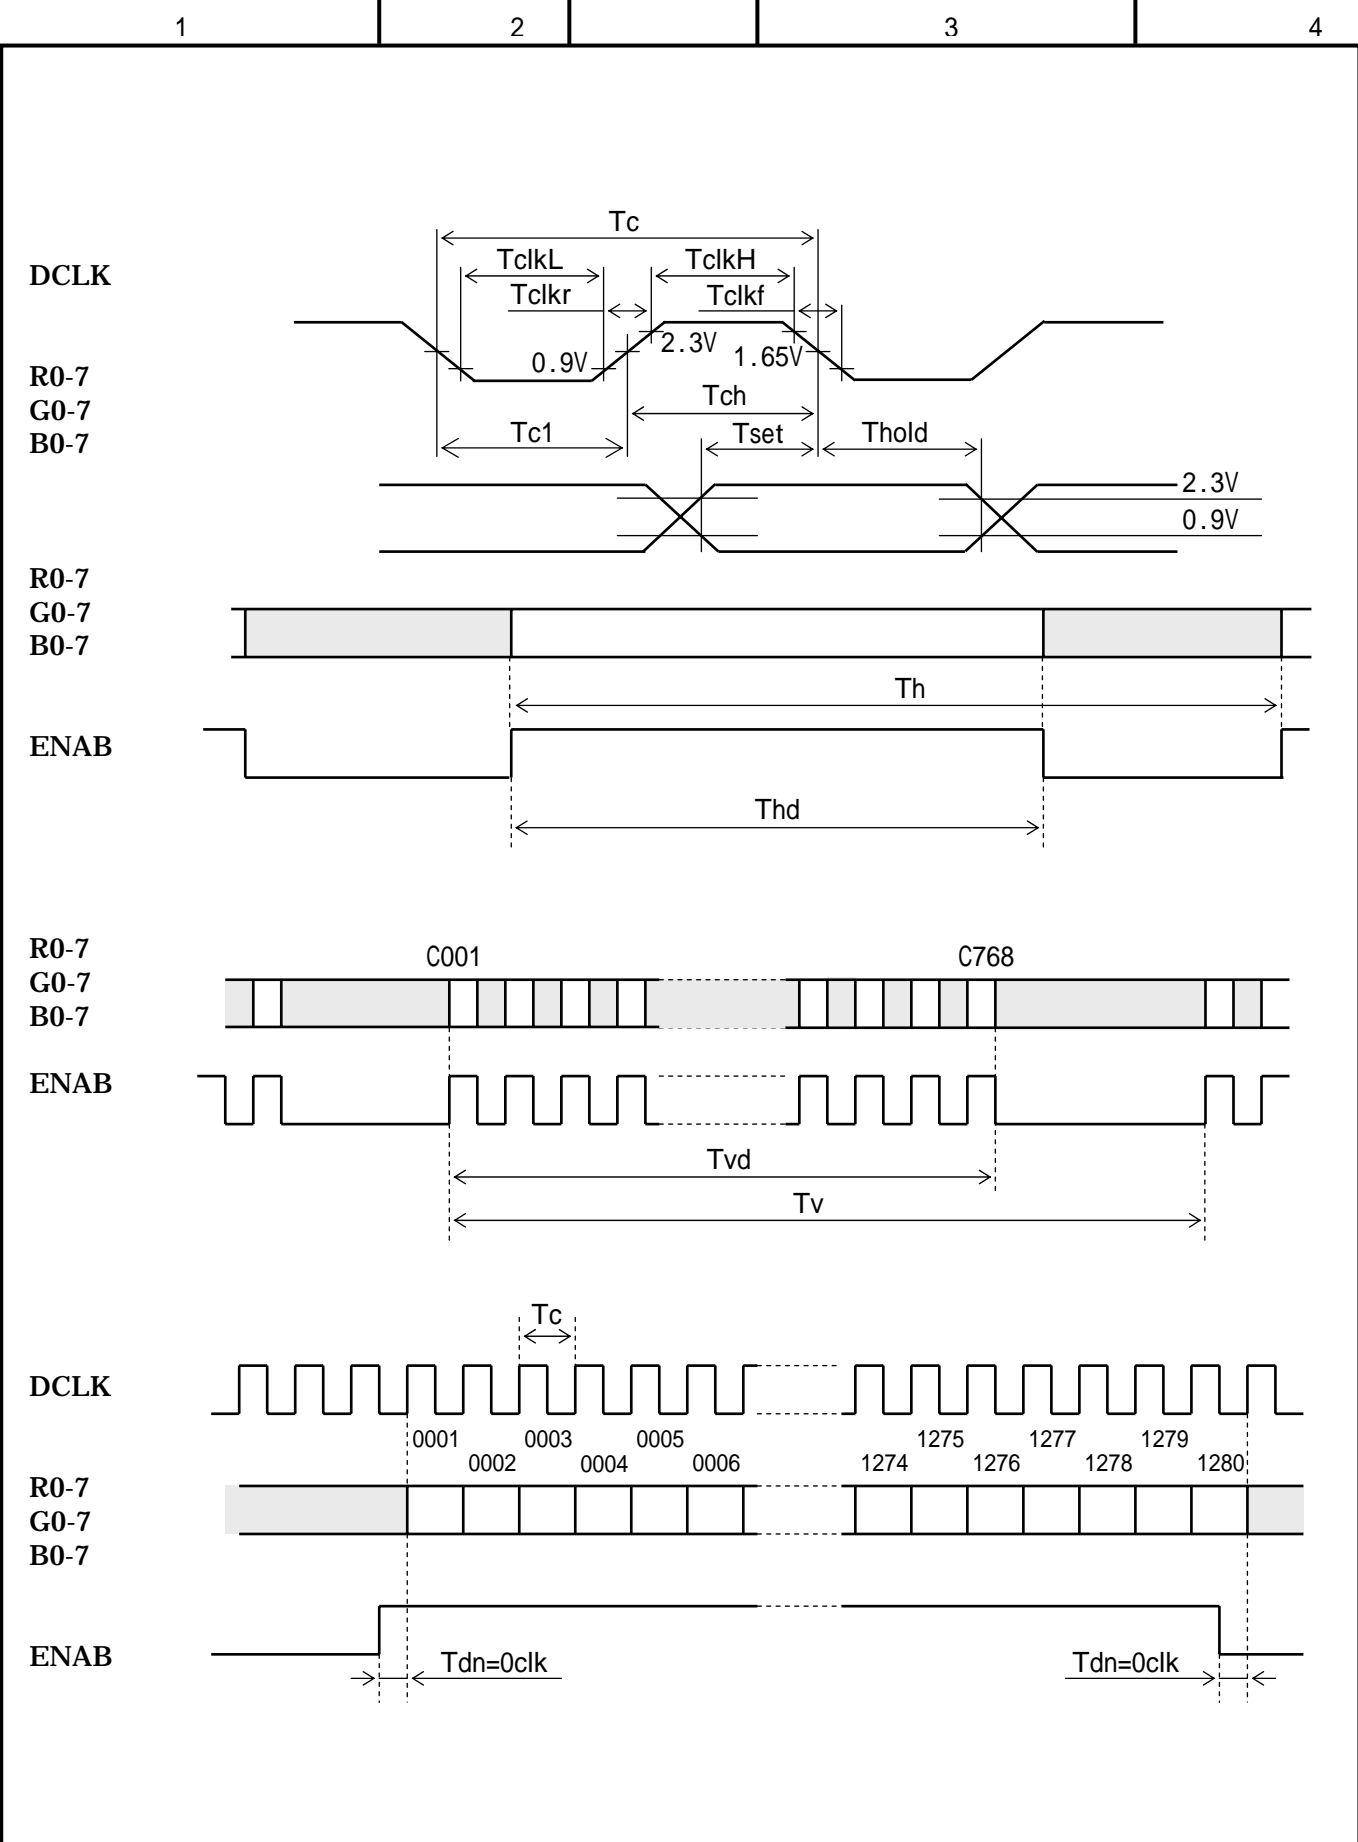 1 2 3 4
Tc
DCLK TclkL TclkH
Tclkr Tclkf
2.3V 1.65V
0.9V
R0-7
Tch
G0-7
Tc1 Tset Thold
B0-7
2.3V
0.9V
R0-7
G0-7
B0-7
Th
ENAB
Thd
R0-7
C001 C768
G0-7
B0-7
ENAB
Tvd
Tv
Tc
DCLK
0001 0003 0005 1275 1277 1279
0002 0004 0006 1274 1276 1278 1280
R0-7
G0-7
B0-7
ENAB Tdn=0clk Tdn=0clk